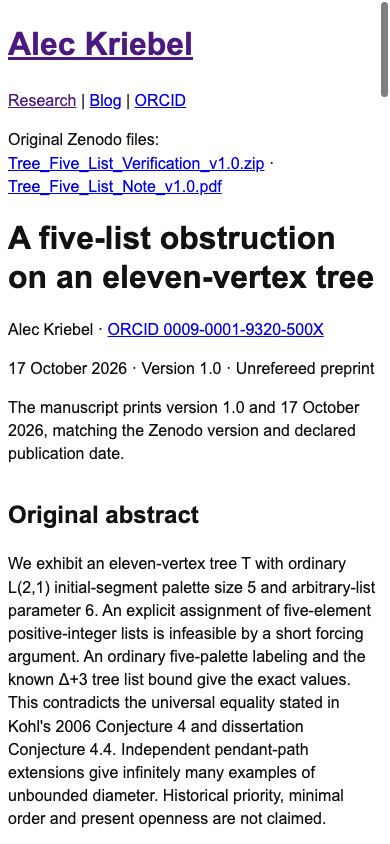 Alec Kriebel
Research | Blog | ORCID
Original Zenodo files:
Tree_Five_List_Verification_v1.0.zip ·
Tree_Five_List_Note_v1.0.pdf
A five-list obstruction
on an eleven-vertex tree
Alec Kriebel · ORCID 0009-0001-9320-500X
17 October 2026 · Version 1.0 · Unrefereed preprint
The manuscript prints version 1.0 and 17 October
2026, matching the Zenodo version and declared
publication date.
Original abstract
We exhibit an eleven-vertex tree T with ordinary
L(2,1) initial-segment palette size 5 and arbitrary-list
parameter 6. An explicit assignment of five-element
positive-integer lists is infeasible by a short forcing
argument. An ordinary five-palette labeling and the
known Δ+3 tree list bound give the exact values.
This contradicts the universal equality stated in
Kohl's 2006 Conjecture 4 and dissertation
Conjecture 4.4. Independent pendant-path
extensions give infinitely many examples of
unbounded diameter. Historical priority, minimal
order and present openness are not claimed.